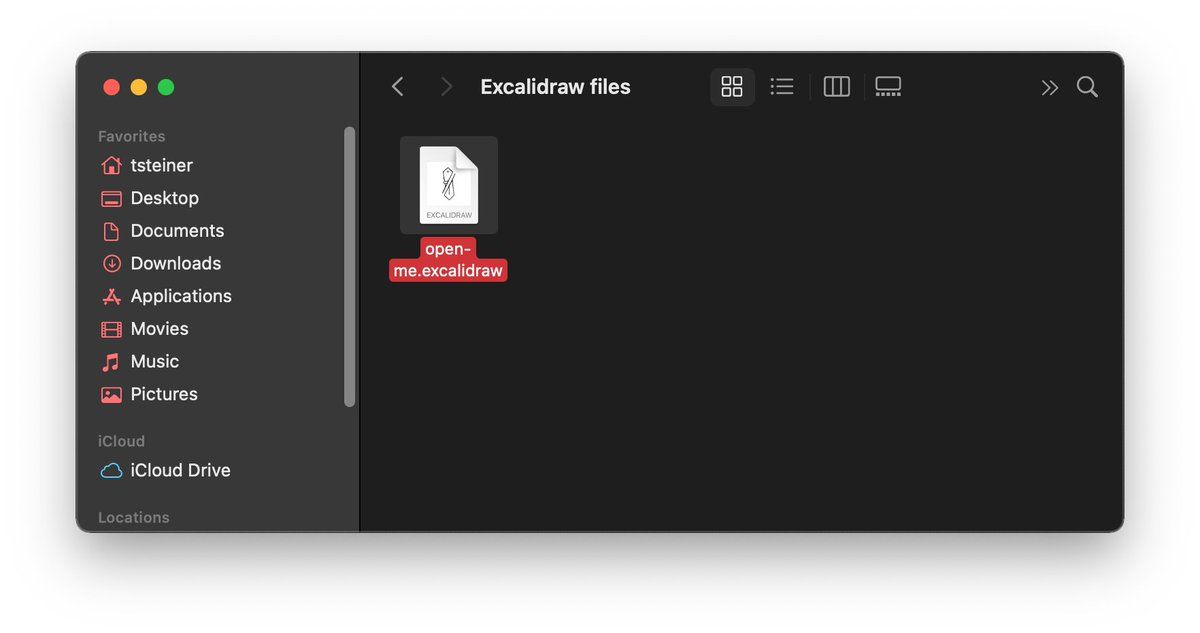 Excalidraw files
Favorites
tsteiner
Desktop
Documents
Downloads
Applications
Movies
Music
Pictures
iCloud
iCloud Drive
Locations
EXCALIDRAW
open-
me.excalidraw